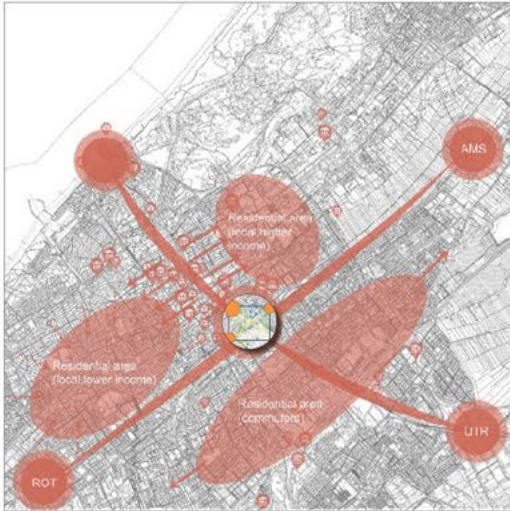 AMS
Residential area
(local higher
income)
Residential area
(local lower income)
Residential area
(commuters)
UTR
ROT